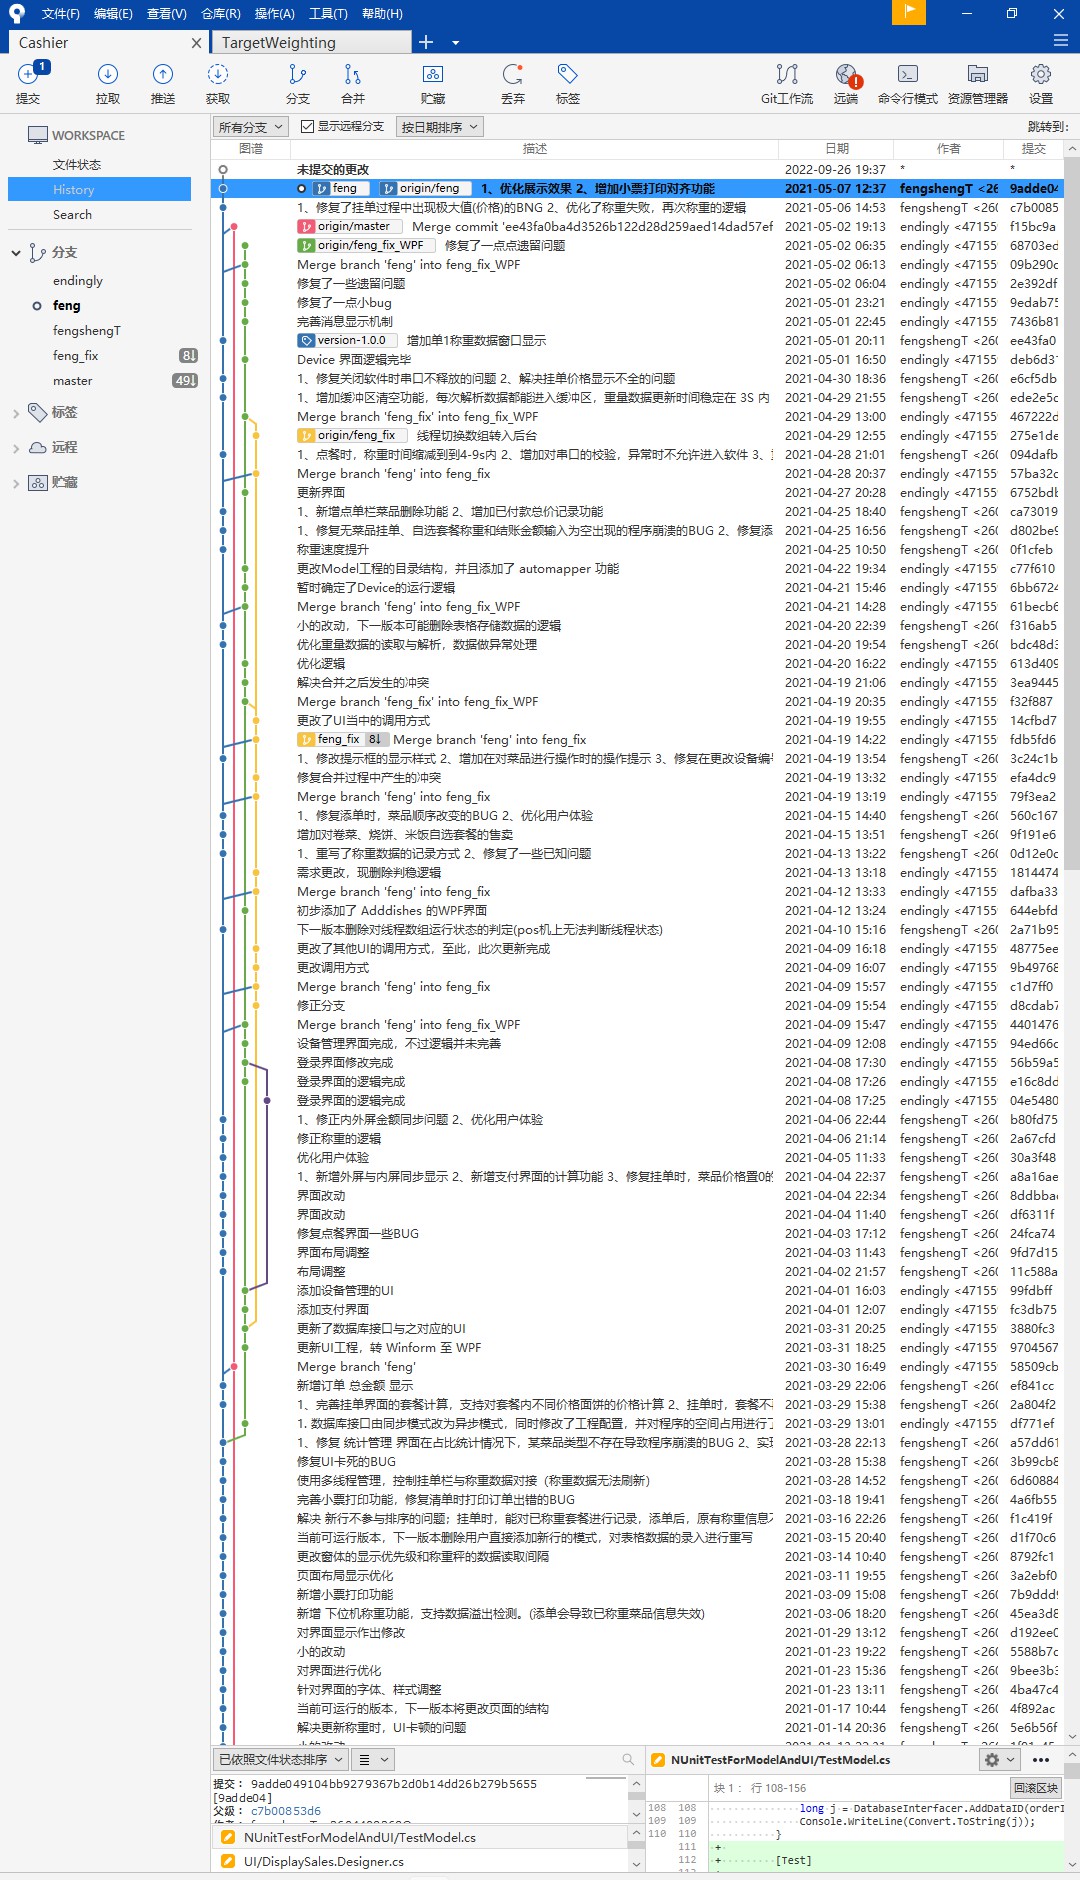 文件(F) 编辑(E) 查看(V) 仓库(R) 操作(A) 工具(T) 帮助(H)
Cashier
TargetWeighting
1
提交 拉取 推送 获取 分支 合并 贮藏 丢弃 标签 Git工作流 远端 命令行模式 资源管理器 设置
WORKSPACE
文件状态
History
Search
分支
endingly
feng
fengshengT
feng_fix 8↓
master 49↓
标签
远程
贮藏
所有分支 显示远程分支 按日期排序 跳转到:
图谱 描述 日期 作者 提交
未提交的更改 2022-09-26 19:37 * *
feng origin/feng 1、优化展示效果 2、增加小票打印对齐功能 2021-05-07 12:37 fengshengT <26 9adde04
1、修复了挂单过程中出现极大值(价格)的BNG 2、优化了称重失败，再次称重的逻辑 2021-05-06 14:53 fengshengT <260 c7b0085
origin/master Merge commit 'ee43fa0ba4d3526b122d28d259aed14dad57ef 2021-05-02 19:13 endingly <47155 f15bc9a
origin/feng_fix_WPF 修复了一点点遗留问题 2021-05-02 06:35 endingly <47155 68703ed
Merge branch 'feng' into feng_fix_WPF 2021-05-02 06:13 endingly <47155 09b290c
修复了一些遗留问题 2021-05-02 06:04 endingly <47155 2e392df
修复了一点小bug 2021-05-01 23:21 endingly <47155 9edab75
完善消息显示机制 2021-05-01 22:45 endingly <47155 7436b81
version-1.0.0 增加单1称重数据窗口显示 2021-05-01 20:11 fengshengT <260 ee43fa0
Device 界面逻辑完毕 2021-05-01 16:50 endingly <47155 deb6d3
1、修复关闭软件时串口不释放的问题 2、解决挂单价格显示不全的问题 2021-04-30 18:36 fengshengT <260 e6cf5db
1、增加缓冲区清空功能，每次解析数据都能进入缓冲区，重量数据更新时间稳定在 3S 内 2021-04-29 21:55 fengshengT <260 ede2e5c
Merge branch 'feng_fix' into feng_fix_WPF 2021-04-29 13:00 endingly <47155 467222d
origin/feng_fix 线程切换数组转入后台 2021-04-29 12:55 endingly <47155 275e1de
1、点餐时，称重时间缩减到到4-9s内 2、增加对串口的校验，异常时不允许进入软件 3、 2021-04-28 21:01 fengshengT <260 094dafb
Merge branch 'feng' into feng_fix 2021-04-28 20:37 endingly <47155 57ba32c
更新界面 2021-04-27 20:28 endingly <47155 6752bdb
1、新增点单栏菜品删除功能 2、增加已付款总价记录功能 2021-04-25 18:40 fengshengT <260 ca73019
1、修复无菜品挂单、自选套餐称重和结账金额输入为空出现的程序崩溃的BUG 2、修复添 2021-04-25 16:56 fengshengT <260 d802be9
称重速度提升 2021-04-25 10:50 fengshengT <260 0f1cfeb
更改Model工程的目录结构，并且添加了 automapper 功能 2021-04-22 19:34 endingly <47155 c77f610
暂时确定了Device的运行逻辑 2021-04-21 15:46 endingly <47155 6bb6724
Merge branch 'feng' into feng_fix_WPF 2021-04-21 14:28 endingly <47155 61becb6
小的改动，下一版本可能删除表格存储数据的逻辑 2021-04-20 22:39 fengshengT <260 f316ab5
优化重量数据的读取与解析，数据做异常处理 2021-04-20 19:54 fengshengT <260 bdc48d3
优化逻辑 2021-04-20 16:22 endingly <47155 613d409
解决合并之后发生的冲突 2021-04-19 21:06 endingly <47155 3ea9445
Merge branch 'feng_fix' into feng_fix_WPF 2021-04-19 20:35 endingly <47155 f32f887
更改了UI当中的调用方式 2021-04-19 19:55 endingly <47155 14cfbd7
feng_fix 8↓ Merge branch 'feng' into feng_fix 2021-04-19 14:22 endingly <47155 fdb5fd6
1、修改提示框的显示样式 2、增加在对菜品进行操作时的操作提示 3、修复在更改设备编 2021-04-19 13:54 fengshengT <260 3c24c1b
修复合并过程中产生的冲突 2021-04-19 13:32 endingly <47155 efa4dc9
Merge branch 'feng' into feng_fix 2021-04-19 13:19 endingly <47155 79f3ea2
1、修复添单时，菜品顺序改变的BUG 2、优化用户体验 2021-04-15 14:40 fengshengT <260 560c167
增加对卷菜、烧饼、米饭自选套餐的售卖 2021-04-15 13:51 fengshengT <260 9f191e6
1、重写了称重数据的记录方式 2、修复了一些已知问题 2021-04-13 13:22 fengshengT <260 0d12e0c
需求更改，现删除判稳逻辑 2021-04-13 13:18 endingly <47155 1814474
Merge branch 'feng' into feng_fix 2021-04-12 13:33 endingly <47155 dafba33
初步添加了 Adddishes 的WPF界面 2021-04-12 13:24 endingly <47155 644ebfd
下一版本删除对线程数组运行状态的判定(pos机上无法判断线程状态) 2021-04-10 15:16 fengshengT <260 2a71b95
更改了其他UI的调用方式，至此，此次更新完成 2021-04-09 16:18 endingly <47155 48775ee
更改调用方式 2021-04-09 16:07 endingly <47155 9b49768
Merge branch 'feng' into feng_fix 2021-04-09 15:57 endingly <47155 c1d7ff0
修正分支 2021-04-09 15:54 endingly <47155 d8cdab7
Merge branch 'feng' into feng_fix_WPF 2021-04-09 15:47 endingly <47155 4401476
设备管理界面完成，不过逻辑并未完善 2021-04-09 12:08 endingly <47155 94ed66c
登录界面修改完成 2021-04-08 17:30 endingly <47155 56b59a5
登录界面的逻辑完成 2021-04-08 17:26 endingly <47155 e16c8dd
登录界面的逻辑完成 2021-04-08 17:25 endingly <47155 04e5480
1、修正内外屏金额同步问题 2、优化用户体验 2021-04-06 22:44 fengshengT <260 b80fd75
修正称重的逻辑 2021-04-06 21:14 fengshengT <260 2a67cfd
优化用户体验 2021-04-05 11:33 fengshengT <260 30a3f48
1、新增外屏与内屏同步显示 2、新增支付界面的计算功能 3、修复挂单时，菜品价格置0的 2021-04-04 22:37 fengshengT <260 a8a16ae
界面改动 2021-04-04 22:34 fengshengT <260 8ddbba
界面改动 2021-04-04 11:40 fengshengT <260 df6311f
修复点餐界面一些BUG 2021-04-03 17:12 fengshengT <260 24fca74
界面布局调整 2021-04-03 11:43 fengshengT <260 9fd7d15
布局调整 2021-04-02 21:57 fengshengT <260 11c588a
添加设备管理的UI 2021-04-01 16:03 endingly <47155 99fdbff
添加支付界面 2021-04-01 12:07 endingly <47155 fc3db75
更新了数据库接口与之对应的UI 2021-03-31 20:25 endingly <47155 3880fc3
更新UI工程，转 Winform 至 WPF 2021-03-31 18:25 endingly <47155 9704567
Merge branch 'feng' 2021-03-30 16:49 endingly <47155 58509cb
新增订单 总金额 显示 2021-03-29 22:06 fengshengT <260 ef841cc
1、完善挂单界面的套餐计算，支持对套餐内不同价格面饼的价格计算 2、挂单时，套餐不 2021-03-29 15:38 fengshengT <260 2a804f2
1. 数据库接口由同步模式改为异步模式，同时修改了工程配置，并对程序的空间占用进行了 2021-03-29 13:01 endingly <47155 df771ef
1、修复 统计管理 界面在占比统计情况下，某菜品类型不存在导致程序崩溃的BUG 2、实现 2021-03-28 22:13 fengshengT <260 a57dd61
修复UI卡死的BUG 2021-03-28 15:38 fengshengT <260 3b99cb8
使用多线程管理，控制挂单栏与称重数据对接（称重数据无法刷新） 2021-03-28 14:52 fengshengT <260 6d60884
完善小票打印功能，修复清单时打印订单出错的BUG 2021-03-18 19:41 fengshengT <260 4a6fb55
解决 新行不参与排序的问题；挂单时，能对已称重套餐进行记录，添单后，原有称重信息不 2021-03-16 22:26 fengshengT <260 f1c419f
当前可运行版本，下一版本删除用户直接添加新行的模式，对表格数据的录入进行重写 2021-03-15 20:40 fengshengT <260 d1f70c6
更改窗体的显示优先级和称重秤的数据读取间隔 2021-03-14 10:40 fengshengT <260 8792fc1
页面布局显示优化 2021-03-11 19:55 fengshengT <260 3a2ebf0
新增小票打印功能 2021-03-09 15:08 fengshengT <260 7b9ddd
新增 下位机称重功能，支持数据溢出检测。(添单会导致已称重菜品信息失效) 2021-03-06 18:20 fengshengT <260 45ea3d8
对界面显示作出修改 2021-01-29 13:12 fengshengT <260 d192ee0
小的改动 2021-01-23 19:22 fengshengT <260 5588b7c
对界面进行优化 2021-01-23 15:36 fengshengT <260 9bee3b3
针对界面的字体、样式调整 2021-01-23 13:11 fengshengT <260 4ba47c4
当前可运行的版本，下一版本将更改页面的结构 2021-01-17 10:44 fengshengT <260 4f892ac
解决更新称重时，UI卡顿的问题 2021-01-14 20:36 fengshengT <260 5e6b56f
已依照文件状态排序
提交: 9adde049104bb9279367b2d0b14dd26b279b5655
[9adde04]
父级: c7b00853d6
NUnitTestForModelAndUI/TestModel.cs
UI/DisplaySales.Designer.cs
NUnitTestForModelAndUI/TestModel.cs
块 1： 行 108-156 回滚区块
108 108 long j = DatabaseInterfacer.AddDataID(orderI
109 109 Console.WriteLine(Convert.ToString(j));
110 110 }
111 +
112 + [Test]